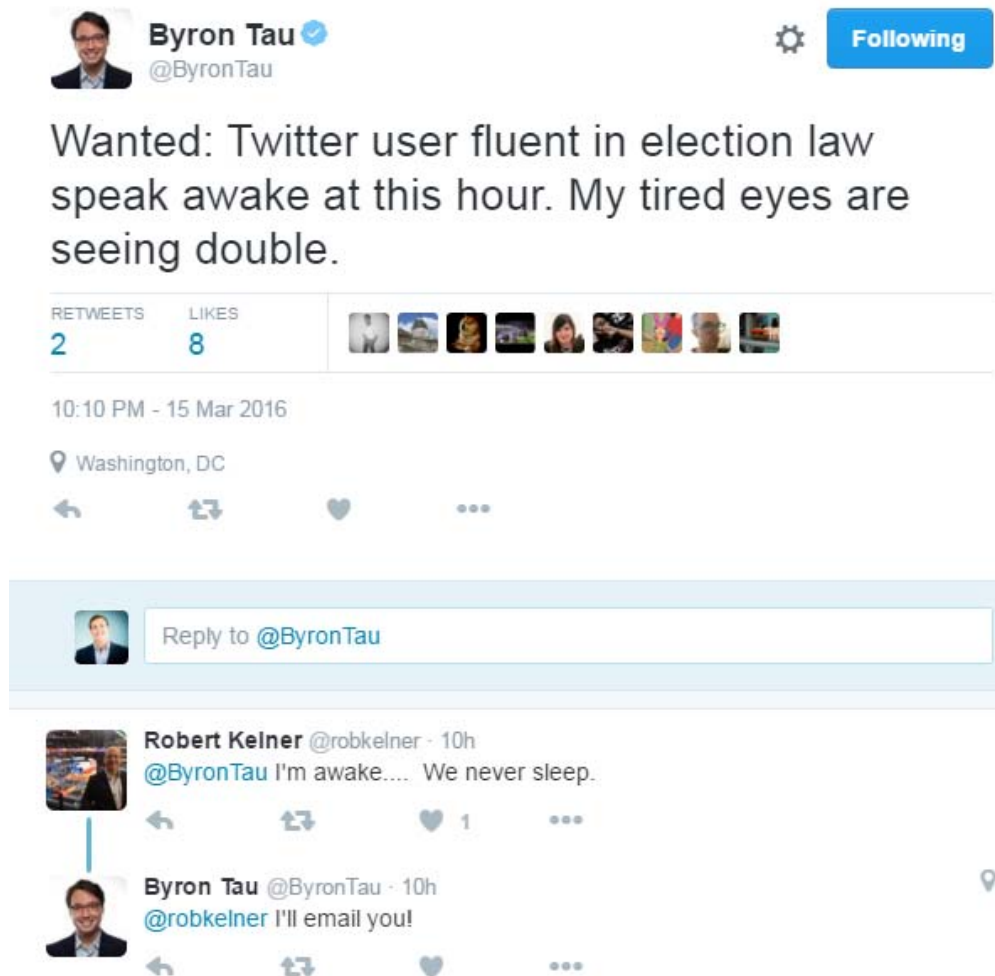 Byron Tau
@ByronTau
Following
Wanted: Twitter user fluent in election law
speak awake at this hour. My tired eyes are
seeing double.
RETWEETS LIKES
2 8
10:10 PM - 15 Mar 2016
Washington, DC
Reply to @ByronTau
Robert Kelner @robkelner · 10h
@ByronTau I'm awake.... We never sleep.
1
Byron Tau @ByronTau · 10h
@robkelner I'll email you!